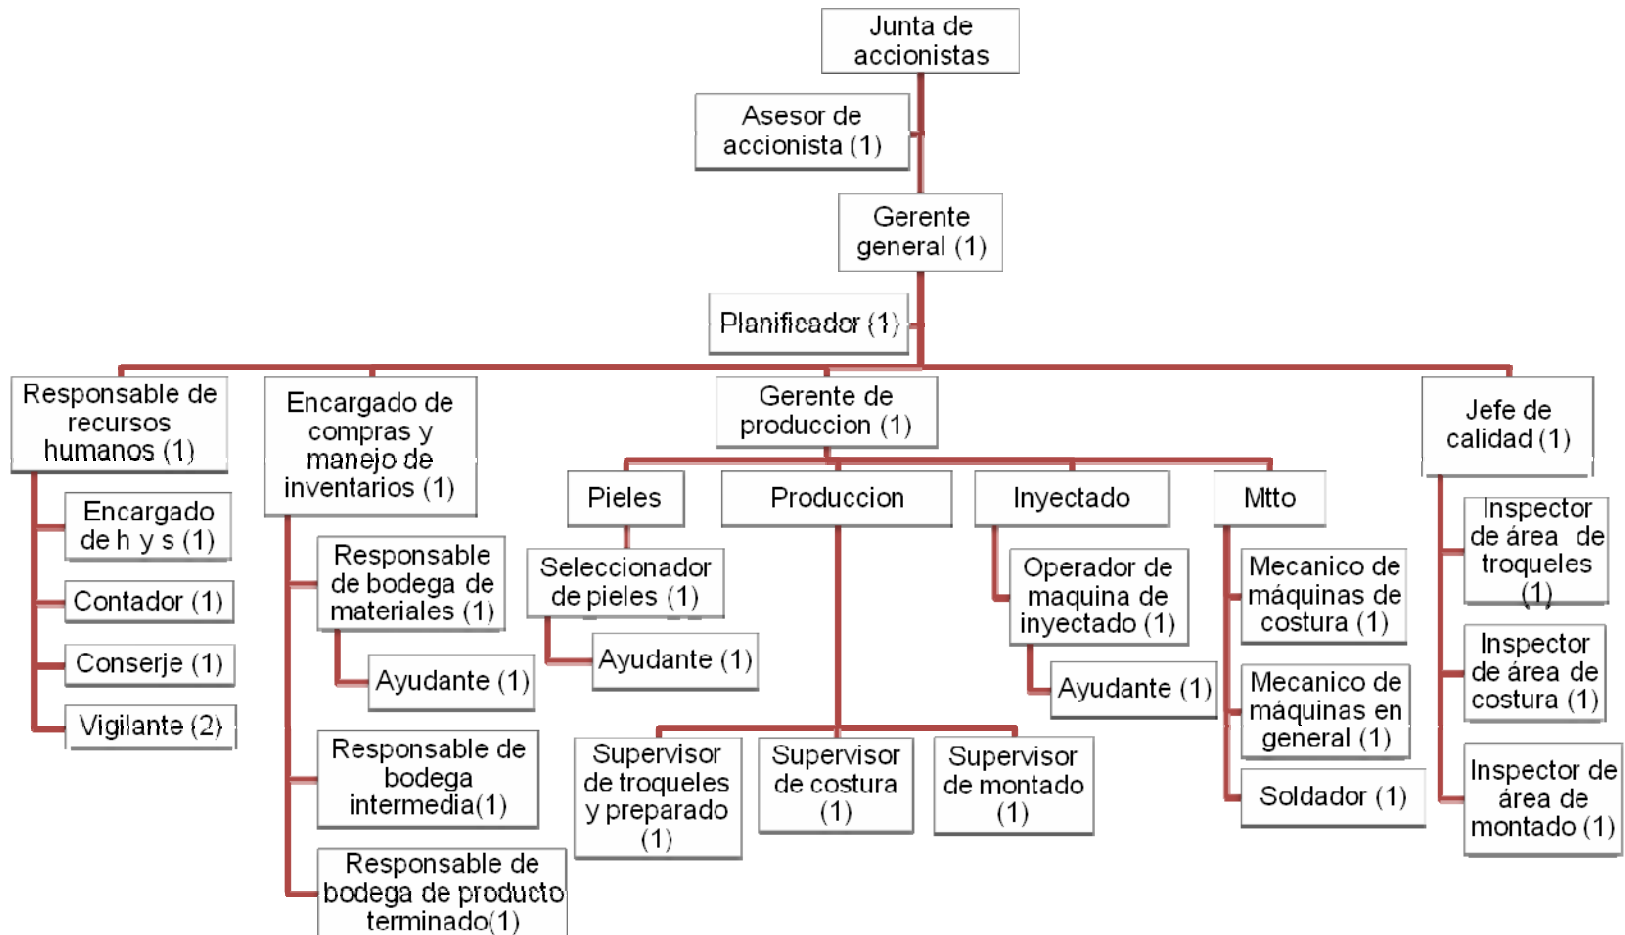 Junta de
accionistas
Asesor de
accionista (1)
Gerente
general (1)
Planificador (1)
Responsable de
recursos
humanos (1)
Encargado
de h y s (1)
Contador (1)
Conserje (1)
Vigilante (2)
Encargado de
compras y
manejo de
inventarios (1)
Responsable
de bodega de
materiales (1)
Ayudante (1)
Responsable de
bodega
intermedia(1)
Responsable de
bodega de producto
terminado(1)
Gerente de
produccion (1)
Pieles
Seleccionador
de pieles (1)
Ayudante (1)
Produccion
Supervisor
de troqueles
y preparado
(1)
Supervisor
de costura
(1)
Supervisor
de montado
(1)
Inyectado
Operador de
maquina de
inyectado (1)
Ayudante (1)
Mtto
Mecanico de
máquinas de
costura (1)
Mecanico de
máquinas en
general (1)
Soldador (1)
Jefe de
calidad (1)
Inspector
de área de
troqueles
(1)
Inspector
de área de
costura (1)
Inspector de
área de
montado (1)